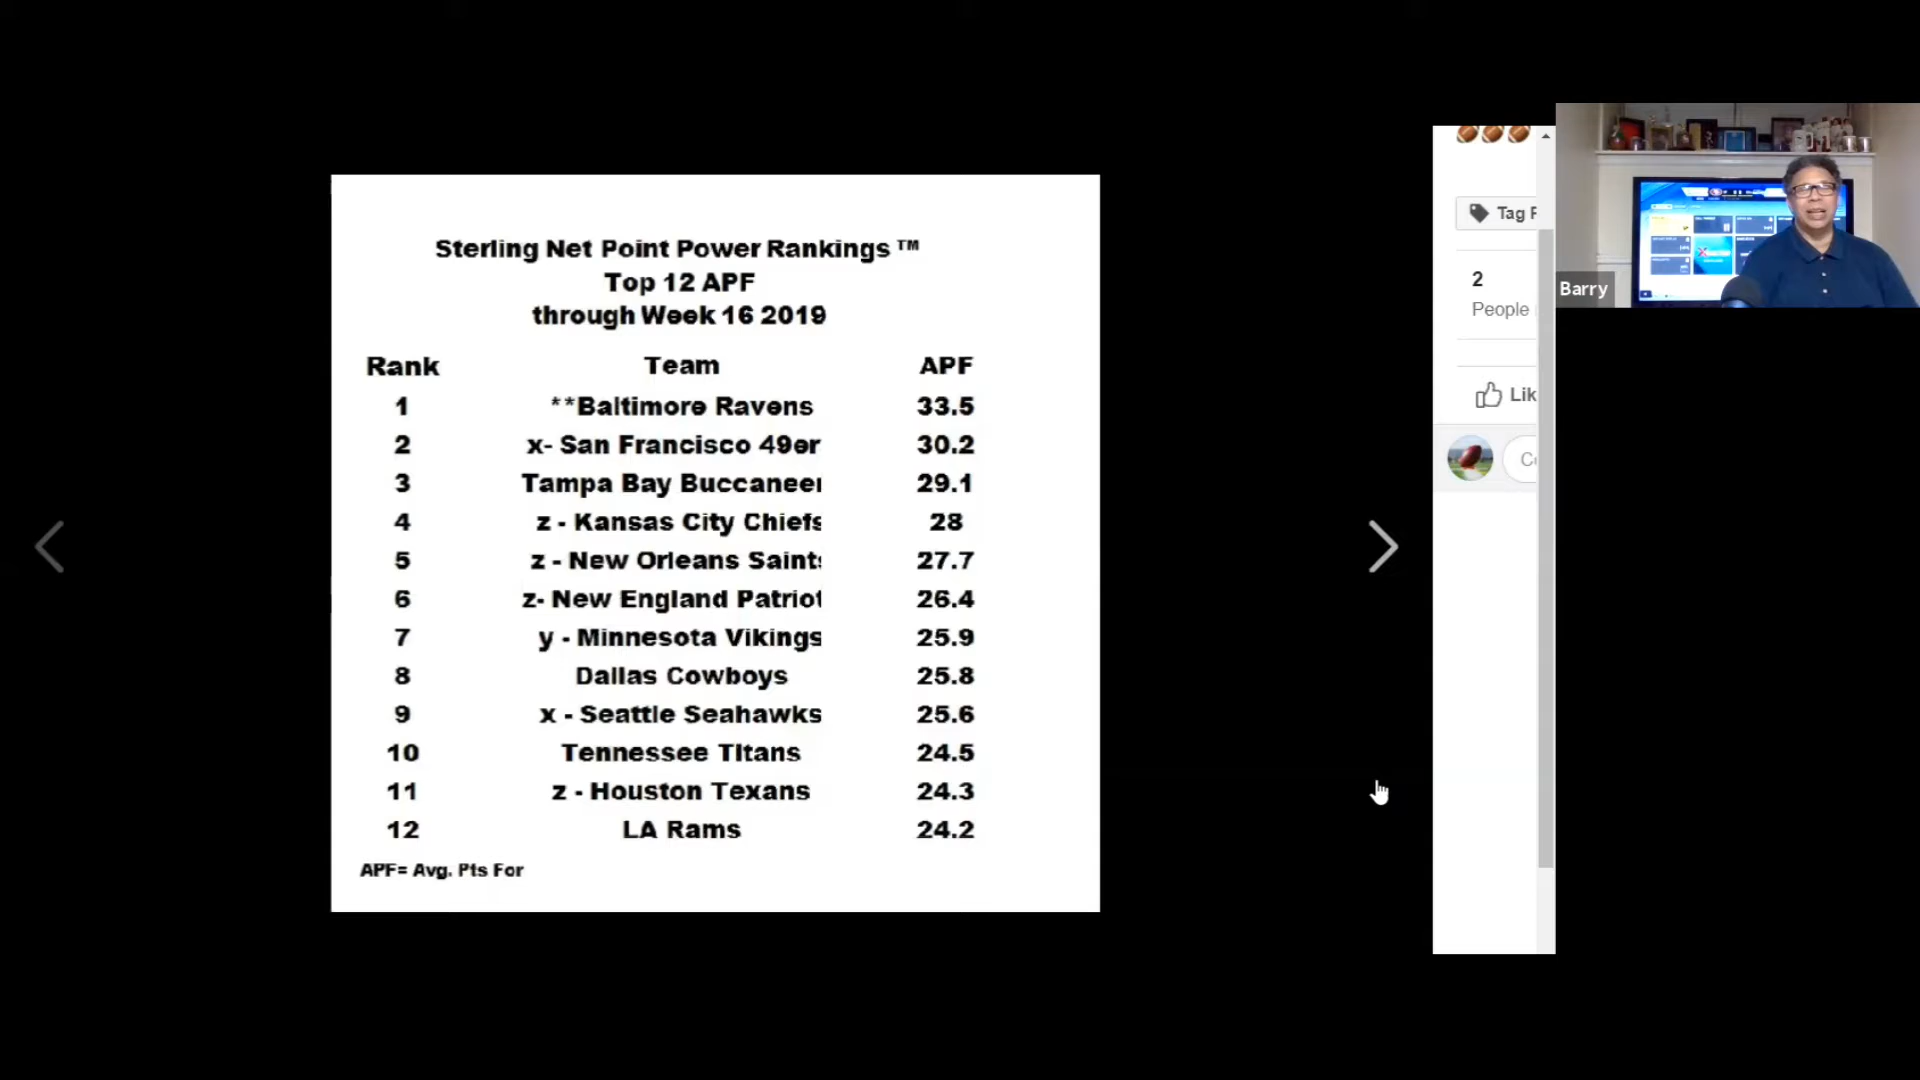 Sterling Net Point Power Rankings ™
Top 12 APF
through Week 16 2019
Rank Team APF
1 **Baltimore Ravens 33.5
2 x- San Francisco 49er 30.2
3 Tampa Bay Buccaneer 29.1
4 z - Kansas City Chiefs 28
5 z - New Orleans Saints 27.7
6 z- New England Patriot 26.4
7 y - Minnesota Vikings 25.9
8 Dallas Cowboys 25.8
9 x - Seattle Seahawks 25.6
10 Tennessee TItans 24.5
11 z - Houston Texans 24.3
12 LA Rams 24.2
APF= Avg. Pts For
Tag
2
People
Lik
Barry